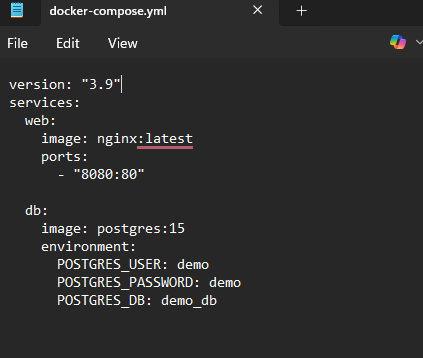 docker-compose.yml
File Edit View
version: "3.9"
services:
  web:
    image: nginx:latest
    ports:
      - "8080:80"

  db:
    image: postgres:15
    environment:
      POSTGRES_USER: demo
      POSTGRES_PASSWORD: demo
      POSTGRES_DB: demo_db